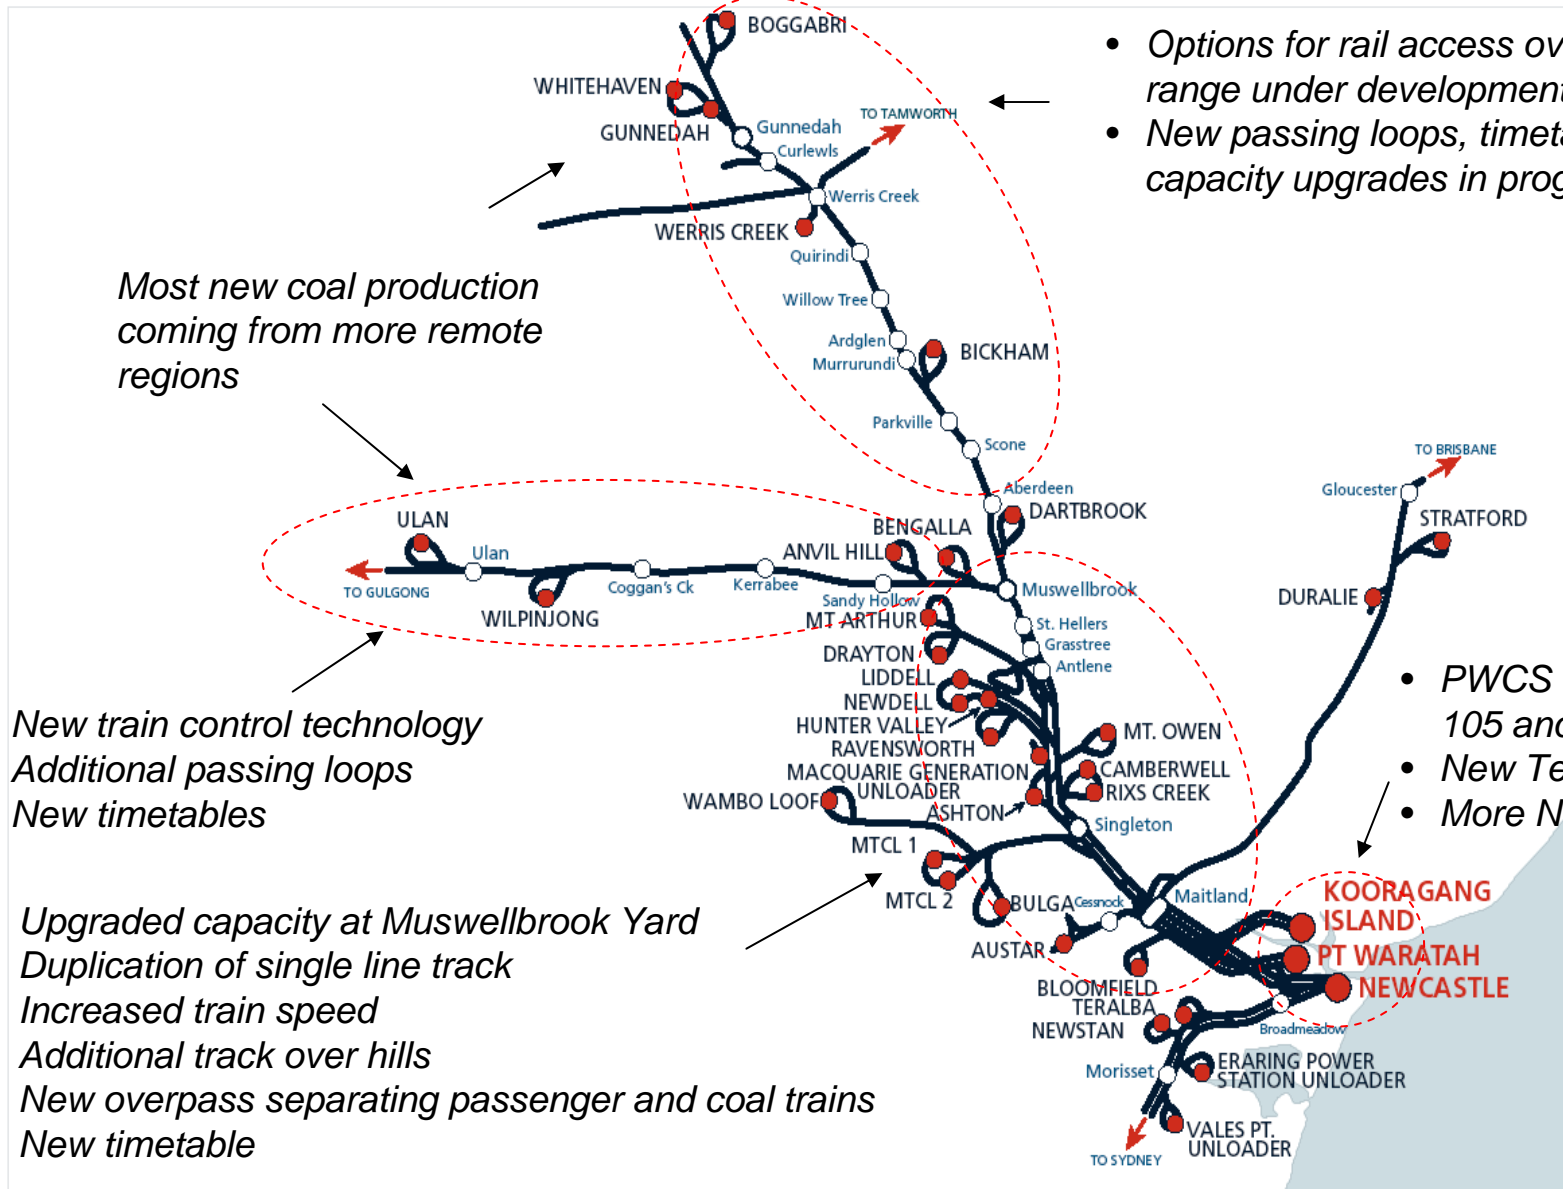 BOGGABRI
• Options for rail access ov
range under development
• New passing loops, timeta
capacity upgrades in prog
WHITEHAVEN
GUNNEDAH
TO TAMWORTH
Gunnedah
Curlewls
Werris Creek
WERRIS CREEK
Quirindi
Most new coal production
coming from more remote
regions
Willow Tree
Ardglen
Murrurundi
BICKHAM
Parkville
Scone
TO BRISBANE
Gloucester
Aberdeen
DARTBROOK
STRATFORD
ULAN
BENGALLA
ANVIL HILL
Ulan
TO GULGONG
WILPINJONG
Coggan's Ck
Kerrabee
Sandy Hollow
Muswellbrook
DURALIE
MT ARTHUR
St. Hellers
Grasstree
Antlene
DRAYTON
LIDDELL
NEWDELL
HUNTER VALLEY
RAVENSWORTH
MACQUARIE GENERATION
UNLOADER
ASHTON
MT. OWEN
CAMBERWELL
RIXS CREEK
• PWCS
105 and
• New Te
• More N
New train control technology
Additional passing loops
New timetables
WAMBO LOOF
Singleton
MTCL 1
MTCL 2
BULGA
Cessnock
Maitland
AUSTAR
KOORAGANG
ISLAND
PT WARATAH
NEWCASTLE
Upgraded capacity at Muswellbrook Yard
Duplication of single line track
Increased train speed
Additional track over hills
New overpass separating passenger and coal trains
New timetable
BLOOMFIELD
TERALBA
NEWSTAN
Broadmeadow
Morisset
ERARING POWER
STATION UNLOADER
VALES PT.
UNLOADER
TO SYDNEY